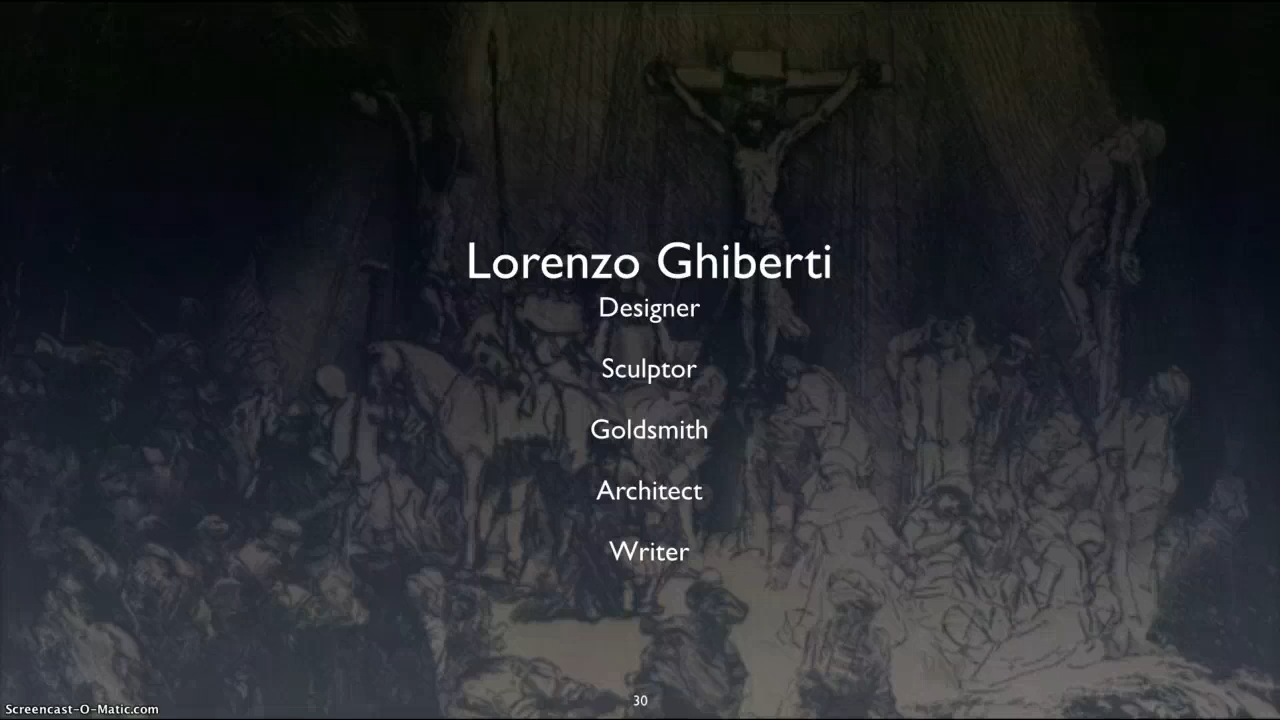 Lorenzo Ghiberti
Designer
Sculptor
Goldsmith
Architect
Writer
30
Screencast-O-Matic.com